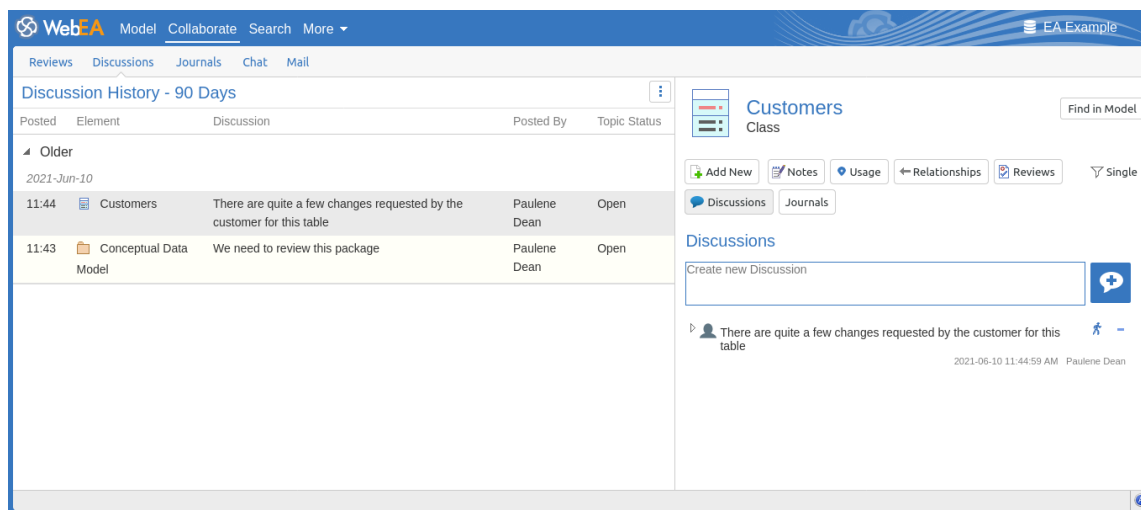 WebEA Model Collaborate Search More EA Example
Reviews Discussions Journals Chat Mail
Discussion History - 90 Days
Posted Element Discussion Posted By Topic Status
Older
2021-Jun-10
11:44 Customers There are quite a few changes requested by the Paulene Open
customer for this table Dean
11:43 Conceptual Data We need to review this package Paulene Open
Model Dean
Customers
Class
Find in Model
Add New Notes Usage Relationships Reviews Single
Discussions Journals
Discussions
Create new Discussion
There are quite a few changes requested by the customer for this
table
2021-06-10 11:44:59 AM Paulene Dean